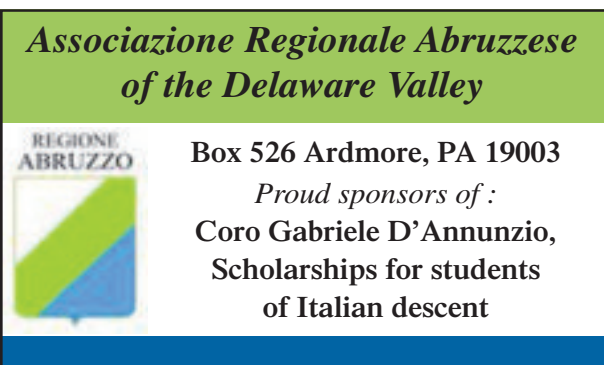 Associazione Regionale Abruzzese
of the Delaware Valley
REGIONE
ABRUZZO
Box 526 Ardmore, PA 19003
Proud sponsors of :
Coro Gabriele D’Annunzio,
Scholarships for students
of Italian descent